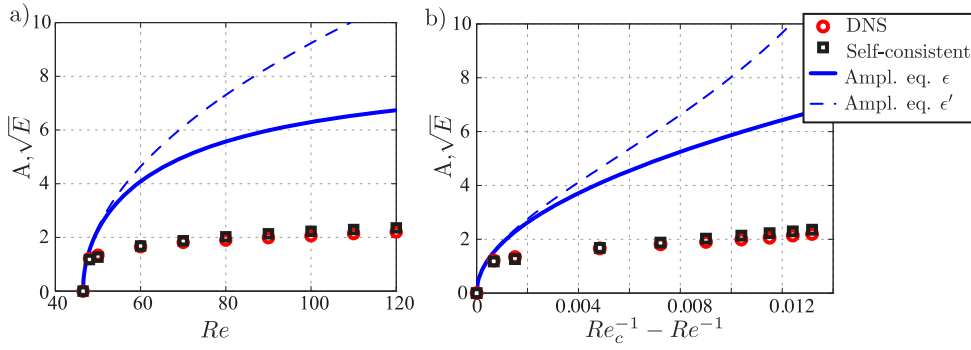 a)
A, √E
10
8
6
4
2
0
40
60
80
100
120
Re
b)
A, √E
10
8
6
4
2
0
0
0.004
0.008
0.012
Re_c^{-1} − Re^{-1}
DNS
Self-consistent
Ampl. eq. ϵ
Ampl. eq. ϵ′